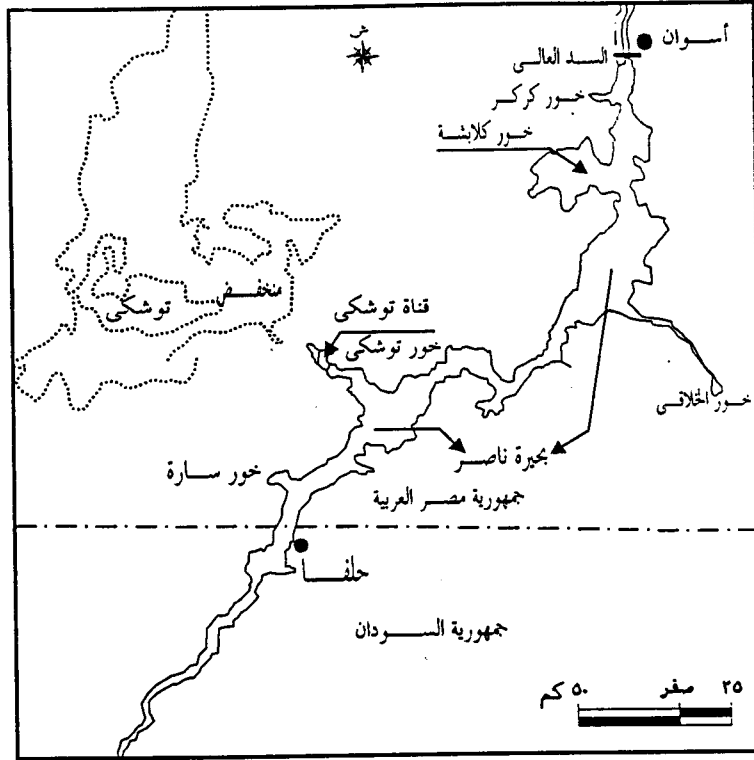 ش
أسوان
السد العالى
خور كركر
خور كلابشة
منخفض
توشكى
قناة توشكى
خور توشكى
خور العلاقى
بحيرة ناصر
خور سارة
جمهورية مصر العربية
حلفا
جمهورية السودان
٢٥ صفر ٥٠ كم